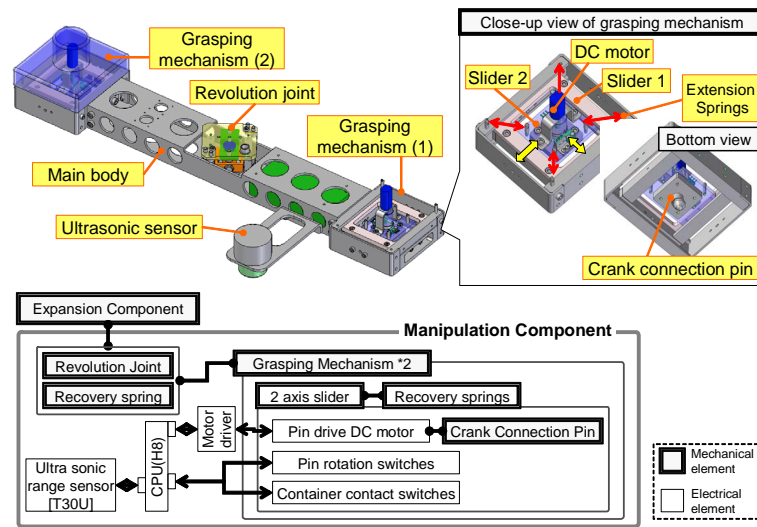 Close-up view of grasping mechanism
Grasping
mechanism (2)
DC motor
Slider 2
Slider 1
Revolution joint
Extension
Springs
Grasping
mechanism (1)
Bottom view
Main body
Ultrasonic sensor
Crank connection pin
Expansion Component
Manipulation Component
Revolution Joint
Grasping Mechanism *2
Recovery spring
2 axis slider
Recovery springs
Motor
driver
Pin drive DC motor
Crank Connection Pin
CPU(H8)
Ultra sonic
range sensor
[T30U]
Pin rotation switches
Container contact switches
Mechanical
element
Electrical
element